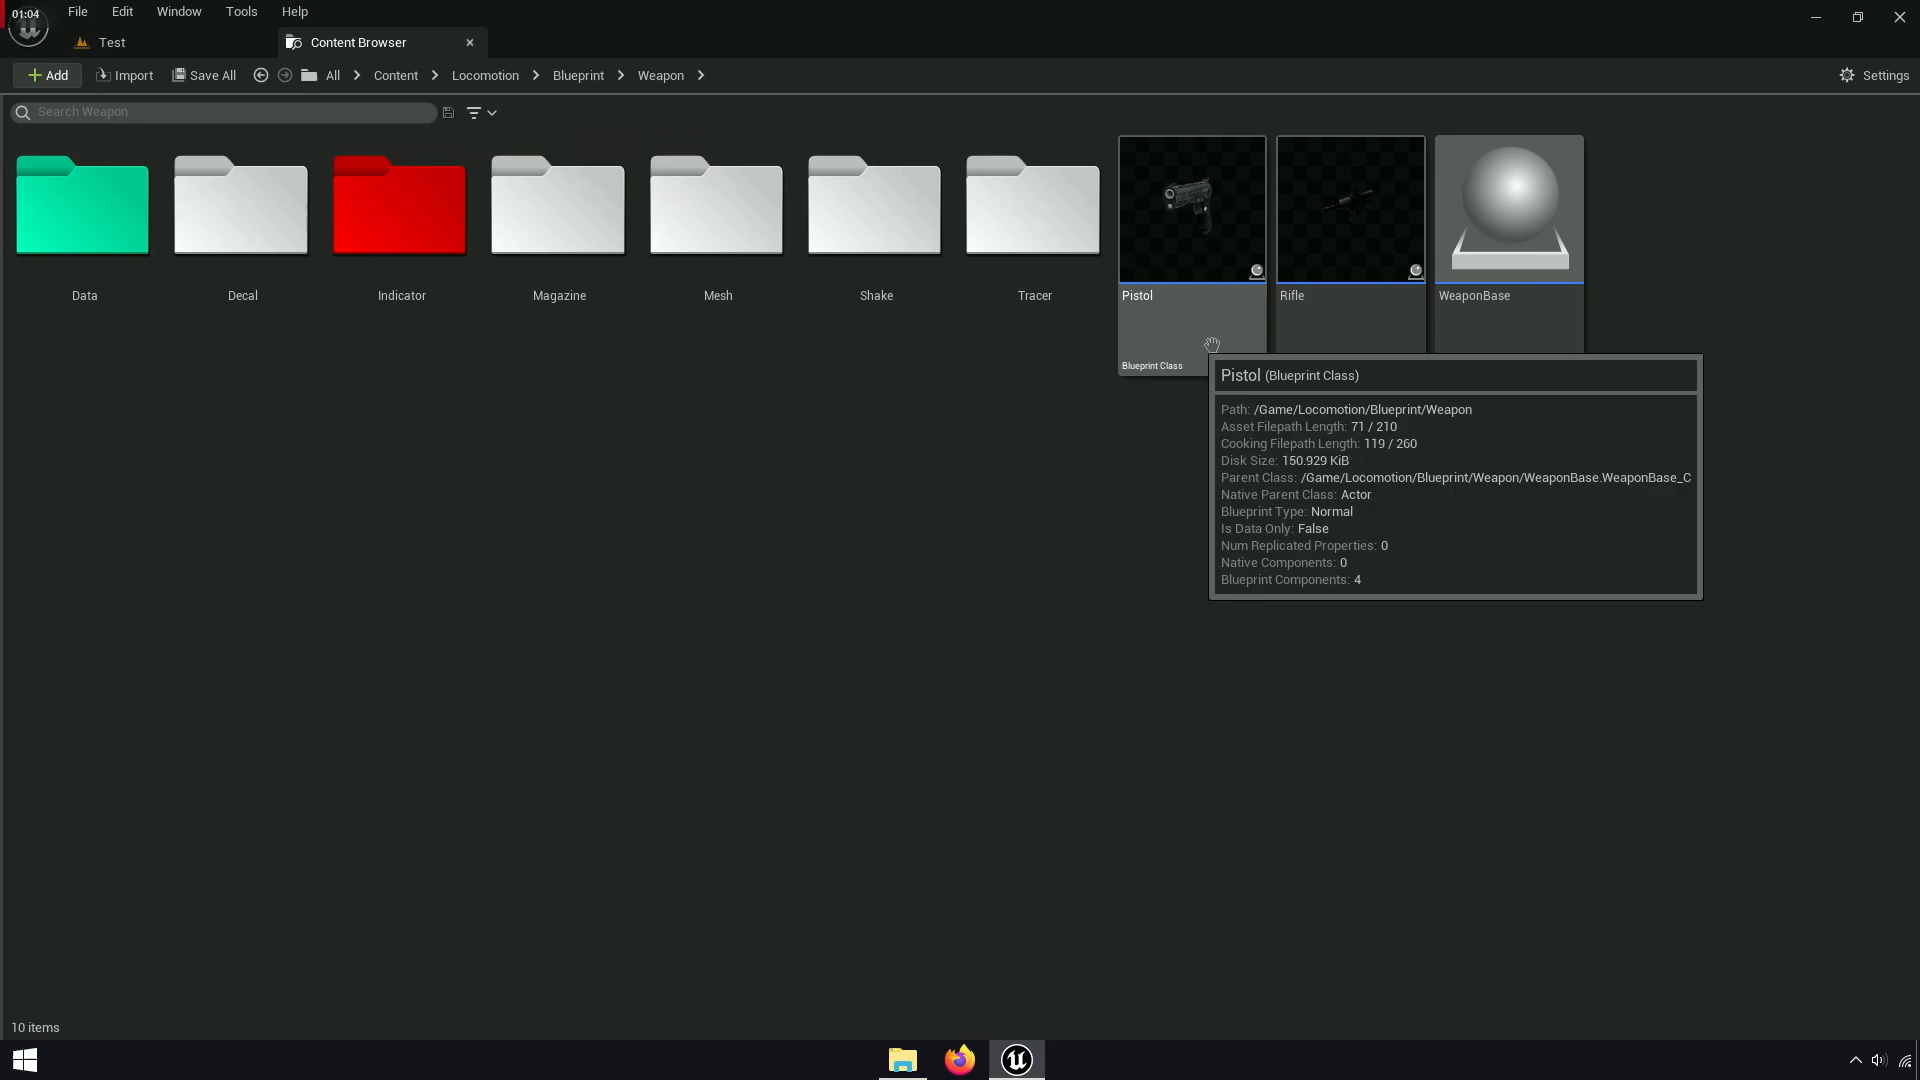 01:04
File Edit Window Tools Help
Test
Content Browser
Add Import Save All All Content Locomotion Blueprint Weapon Settings
Search Weapon
Data Decal Indicator Magazine Mesh Shake Tracer Pistol Rifle WeaponBase
Blueprint Class
Pistol (Blueprint Class)
Path: /Game/Locomotion/Blueprint/Weapon
Asset Filepath Length: 71 / 210
Cooking Filepath Length: 119 / 260
Disk Size: 150.929 KiB
Parent Class: /Game/Locomotion/Blueprint/Weapon/WeaponBase.WeaponBase_C
Native Parent Class: Actor
Blueprint Type: Normal
Is Data Only: False
Num Replicated Properties: 0
Native Components: 0
Blueprint Components: 4
10 items